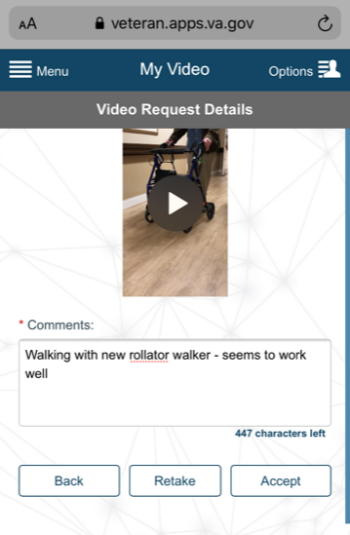 AA veteran.apps.va.gov
Menu My Video Options
Video Request Details
* Comments:
Walking with new rollator walker - seems to work
well
447 characters left
Back Retake Accept